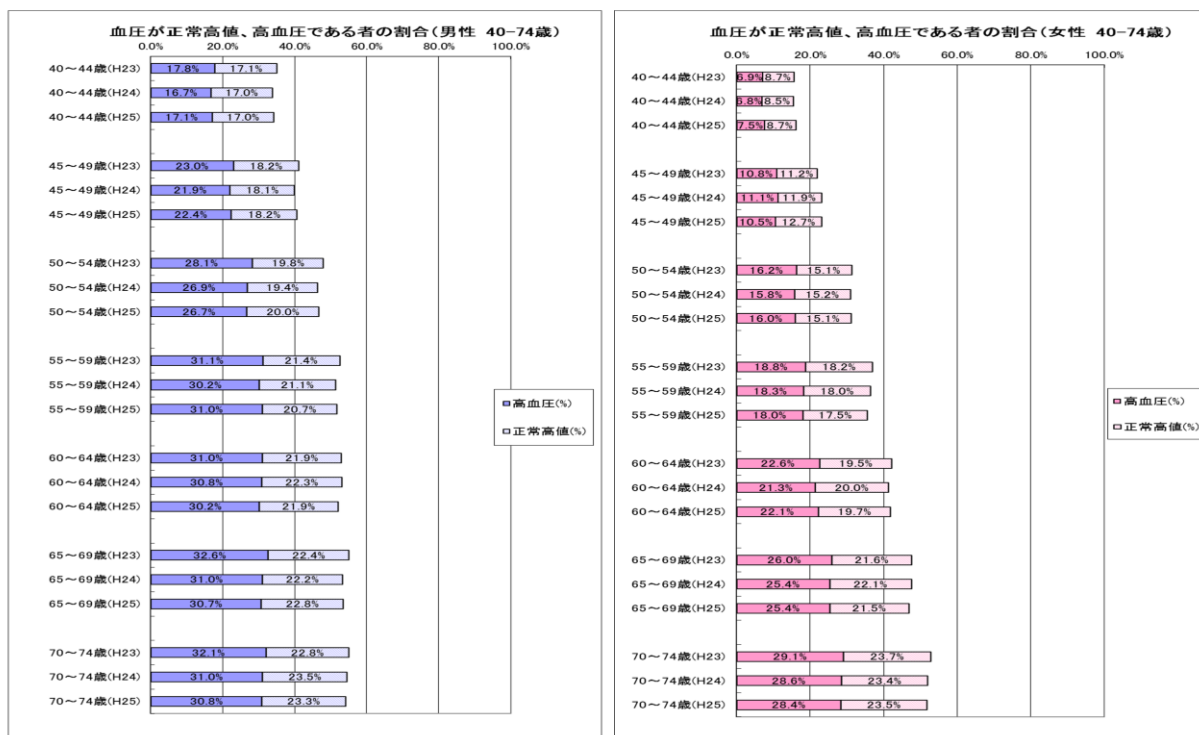 血圧が正常高値、高血圧である者の割合(男性 40-74歳)
0.0% 20.0% 40.0% 60.0% 80.0% 100.0%
40～44歳(H23) 17.8% 17.1%
40～44歳(H24) 16.7% 17.0%
40～44歳(H25) 17.1% 17.0%
45～49歳(H23) 23.0% 18.2%
45～49歳(H24) 21.9% 18.1%
45～49歳(H25) 22.4% 18.2%
50～54歳(H23) 28.1% 19.8%
50～54歳(H24) 26.9% 19.4%
50～54歳(H25) 26.7% 20.0%
55～59歳(H23) 31.1% 21.4%
55～59歳(H24) 30.2% 21.1%
55～59歳(H25) 31.0% 20.7%
60～64歳(H23) 31.0% 21.9%
60～64歳(H24) 30.8% 22.3%
60～64歳(H25) 30.2% 21.9%
65～69歳(H23) 32.6% 22.4%
65～69歳(H24) 31.0% 22.2%
65～69歳(H25) 30.7% 22.8%
70～74歳(H23) 32.1% 22.8%
70～74歳(H24) 31.0% 23.5%
70～74歳(H25) 30.8% 23.3%
高血圧(%)
正常高値(%)
血圧が正常高値、高血圧である者の割合(女性 40-74歳)
0.0% 20.0% 40.0% 60.0% 80.0% 100.0%
40～44歳(H23) 6.9% 8.7%
40～44歳(H24) 6.8% 8.5%
40～44歳(H25) 7.5% 8.7%
45～49歳(H23) 10.8% 11.2%
45～49歳(H24) 11.1% 11.9%
45～49歳(H25) 10.5% 12.7%
50～54歳(H23) 16.2% 15.1%
50～54歳(H24) 15.8% 15.2%
50～54歳(H25) 16.0% 15.1%
55～59歳(H23) 18.8% 18.2%
55～59歳(H24) 18.3% 18.0%
55～59歳(H25) 18.0% 17.5%
60～64歳(H23) 22.6% 19.5%
60～64歳(H24) 21.3% 20.0%
60～64歳(H25) 22.1% 19.7%
65～69歳(H23) 26.0% 21.6%
65～69歳(H24) 25.4% 22.1%
65～69歳(H25) 25.4% 21.5%
70～74歳(H23) 29.1% 23.7%
70～74歳(H24) 28.6% 23.4%
70～74歳(H25) 28.4% 23.5%
高血圧(%)
正常高値(%)